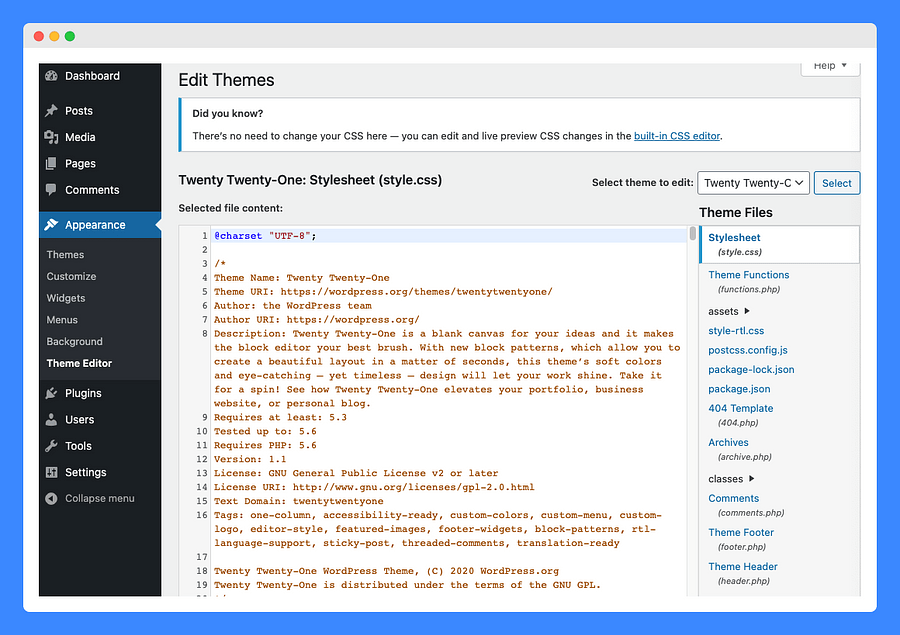 Dashboard
Posts
Media
Pages
Comments
Appearance
Themes
Customize
Widgets
Menus
Background
Theme Editor
Plugins
Users
Tools
Settings
Collapse menu
Help
Edit Themes
Did you know?
There's no need to change your CSS here — you can edit and live preview CSS changes in the built-in CSS editor.
Twenty Twenty-One: Stylesheet (style.css)
Select theme to edit: Twenty Twenty-C Select
Selected file content:
1 @charset "UTF-8";
2
3 /*
4 Theme Name: Twenty Twenty-One
5 Theme URI: https://wordpress.org/themes/twentytwentyone/
6 Author: the WordPress team
7 Author URI: https://wordpress.org/
8 Description: Twenty Twenty-One is a blank canvas for your ideas and it makes
the block editor your best brush. With new block patterns, which allow you to
create a beautiful layout in a matter of seconds, this theme's soft colors
and eye-catching — yet timeless — design will let your work shine. Take it
for a spin! See how Twenty Twenty-One elevates your portfolio, business
website, or personal blog.
9 Requires at least: 5.3
10 Tested up to: 5.6
11 Requires PHP: 5.6
12 Version: 1.1
13 License: GNU General Public License v2 or later
14 License URI: http://www.gnu.org/licenses/gpl-2.0.html
15 Text Domain: twentytwentyone
16 Tags: one-column, accessibility-ready, custom-colors, custom-menu, custom-
logo, editor-style, featured-images, footer-widgets, block-patterns, rtl-
language-support, sticky-post, threaded-comments, translation-ready
17
18 Twenty Twenty-One WordPress Theme, (C) 2020 WordPress.org
19 Twenty Twenty-One is distributed under the terms of the GNU GPL.
Theme Files
Stylesheet
(style.css)
Theme Functions
(functions.php)
assets
style-rtl.css
postcss.config.js
package-lock.json
package.json
404 Template
(404.php)
Archives
(archive.php)
classes
Comments
(comments.php)
Theme Footer
(footer.php)
Theme Header
(header.php)